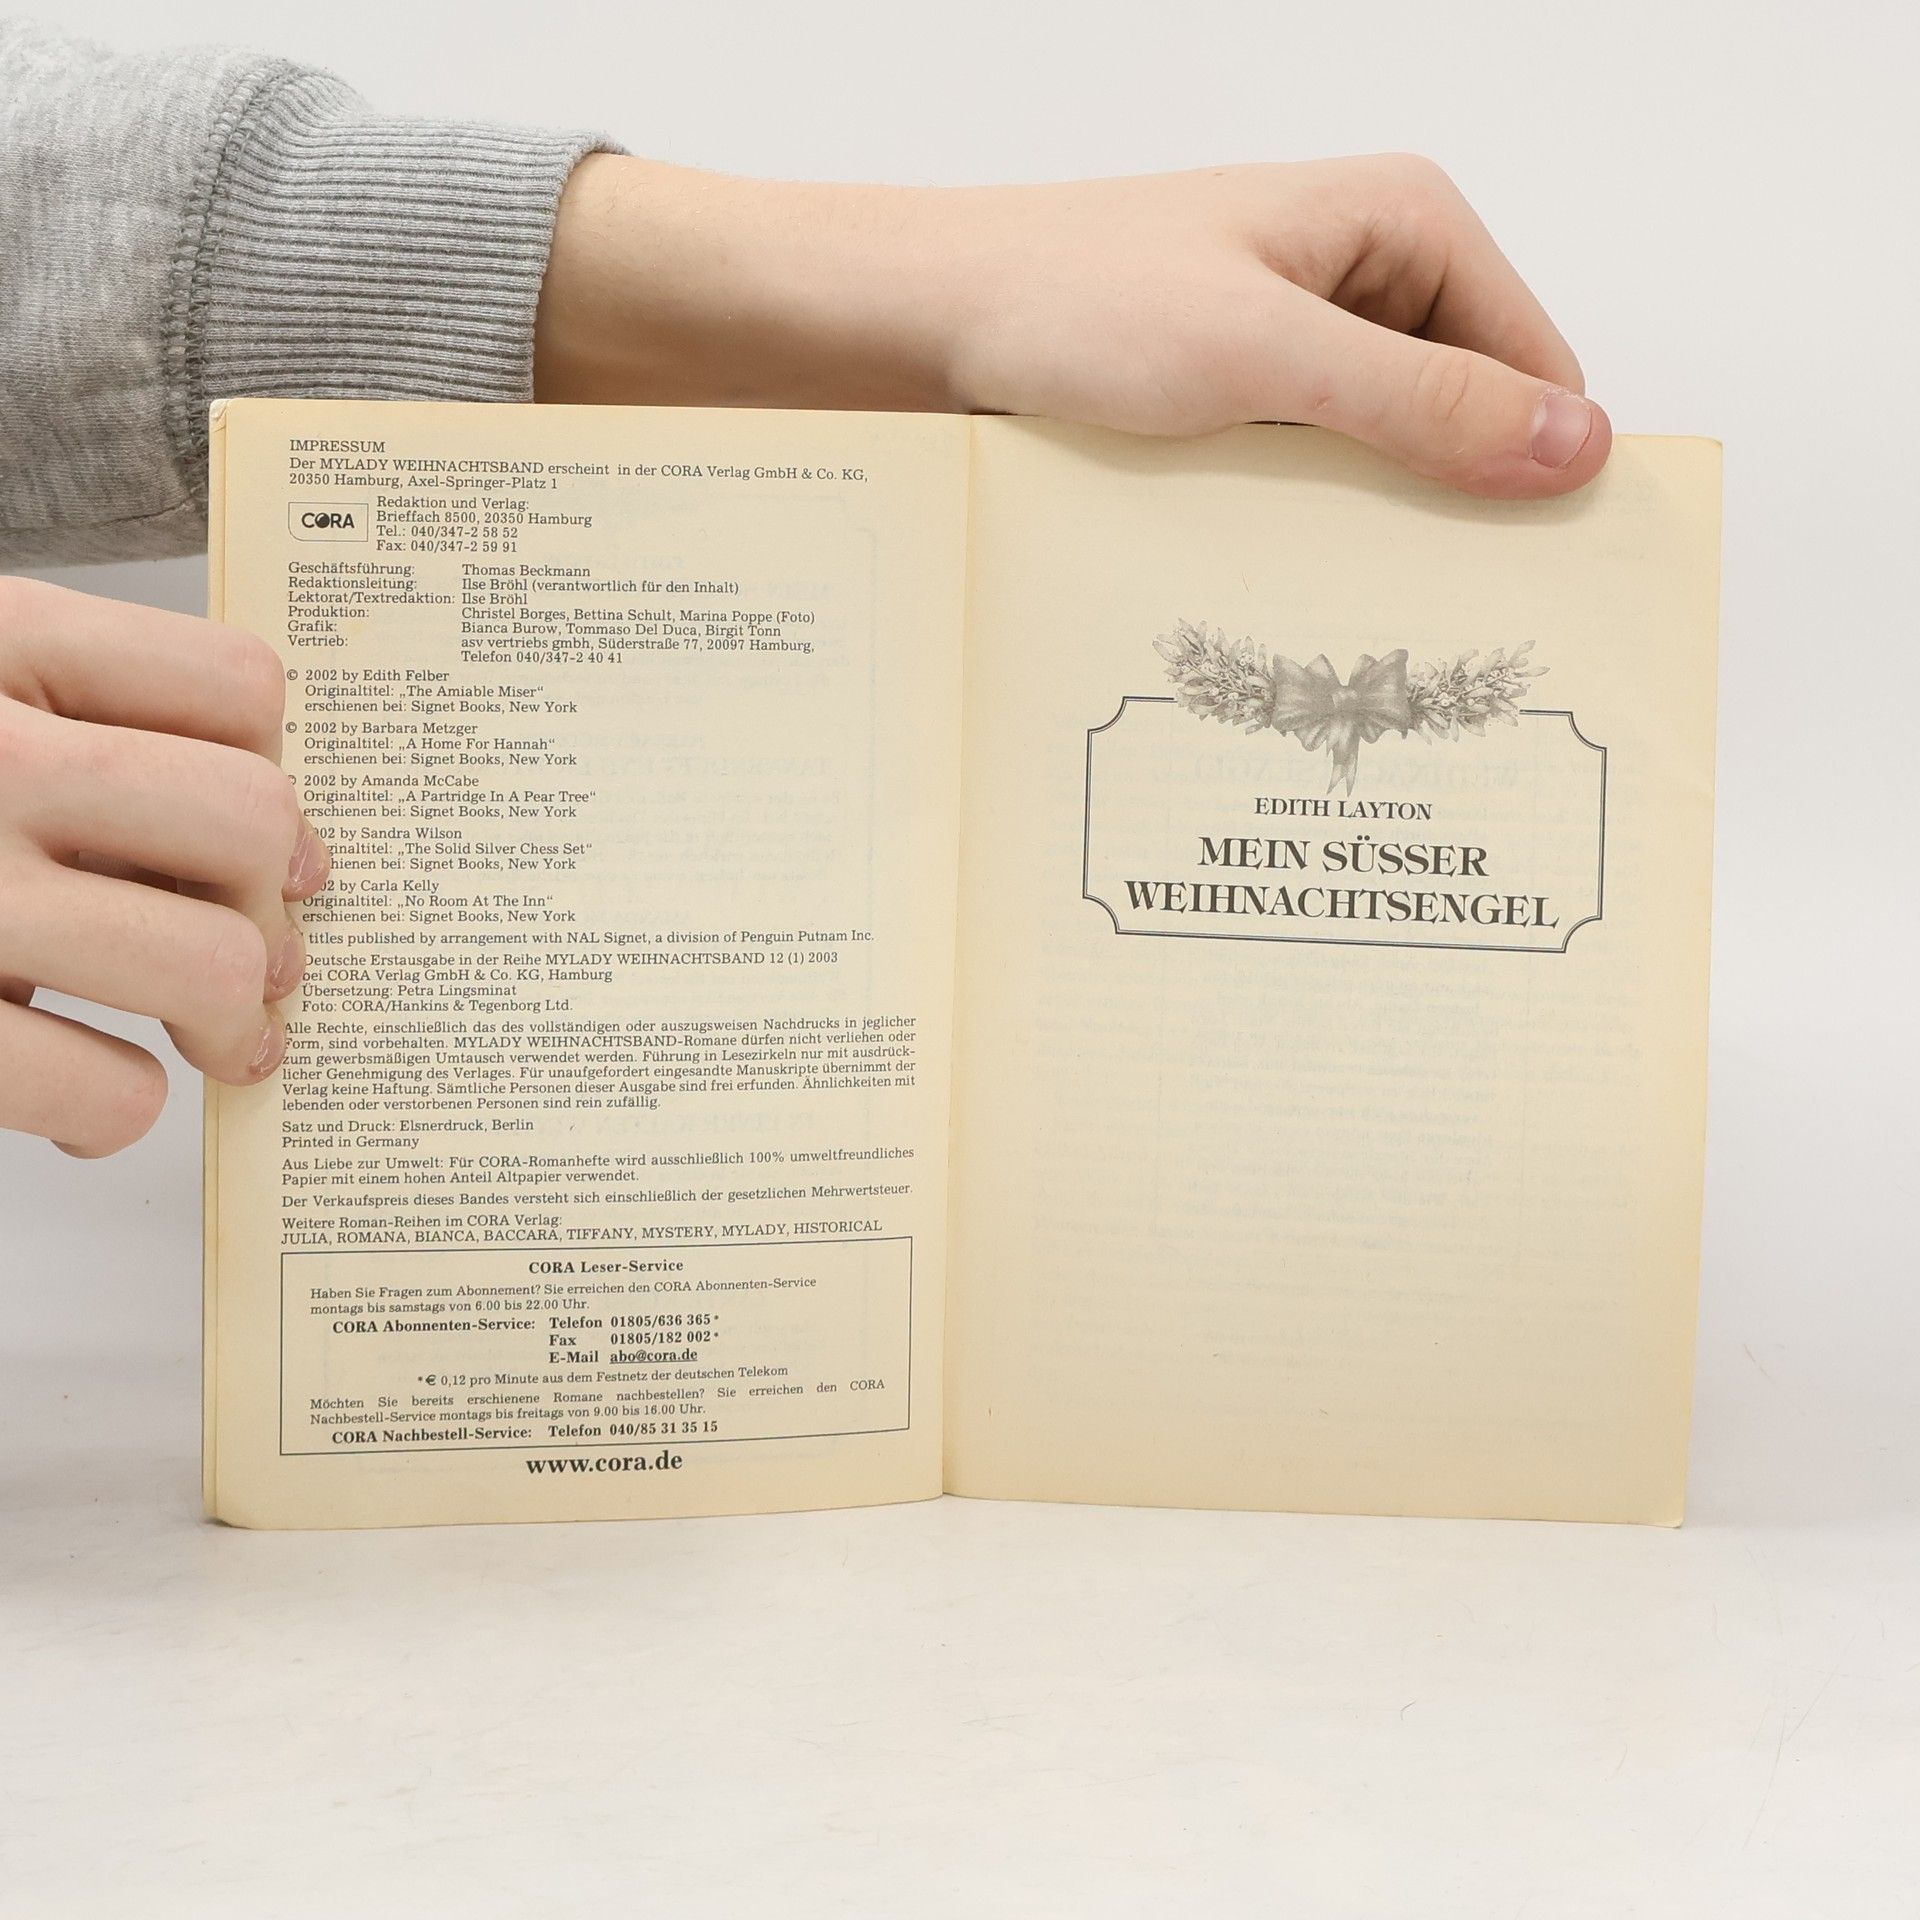 IMPRESSUM
Der MYLADY WEIHNACHTSBAND erscheint in der CORA Verlag GmbH & Co. KG,
20350 Hamburg, Axel-Springer-Platz 1
CORA
Redaktion und Verlag:
Brieffach 8500, 20350 Hamburg
Tel.: 040/347-2 58 52
Fax: 040/347-2 59 91
Geschäftsführung: Thomas Beckmann
Redaktionsleitung: Ilse Bröhl (verantwortlich für den Inhalt)
Lektorat/Textredaktion: Ilse Bröhl
Produktion: Christel Borges, Bettina Schult, Marina Poppe (Foto)
Grafik: Bianca Burow, Tommaso Del Duca, Birgit Tonn
Vertrieb: asv vertriebs gmbh, Süderstraße 77, 20097 Hamburg,
Telefon 040/347-2 40 41
© 2002 by Edith Felber
Originaltitel: „The Amiable Miser“
erschienen bei: Signet Books, New York
© 2002 by Barbara Metzger
Originaltitel: „A Home For Hannah“
erschienen bei: Signet Books, New York
© 2002 by Amanda McCabe
Originaltitel: „A Partridge In A Pear Tree“
erschienen bei: Signet Books, New York
by Sandra Wilson
„The Solid Silver Chess Set“
bei: Signet Books, New York
by Carla Kelly
Originaltitel: „No Room At The Inn“
erschienen bei: Signet Books, New York
titles published by arrangement with NAL Signet, a division of Penguin Putnam Inc.
Deutsche Erstausgabe in der Reihe MYLADY WEIHNACHTSBAND 12 (1) 2003
bei CORA Verlag GmbH & Co. KG, Hamburg
Übersetzung: Petra Lingsminat
Foto: CORA/Hankins & Tegenborg Ltd.
Alle Rechte, einschließlich das des vollständigen oder auszugsweisen Nachdrucks in jeglicher
Form, sind vorbehalten. MYLADY WEIHNACHTSBAND-Romane dürfen nicht verliehen oder
zum gewerbsmäßigen Umtausch verwendet werden. Führung in Lesezirkeln nur mit ausdrück-
licher Genehmigung des Verlages. Für unaufgefordert eingesandte Manuskripte übernimmt der
Verlag keine Haftung. Sämtliche Personen dieser Ausgabe sind frei erfunden. Ähnlichkeiten mit
lebenden oder verstorbenen Personen sind rein zufällig.
Satz und Druck: Elsnerdruck, Berlin
Printed in Germany
Aus Liebe zur Umwelt: Für CORA-Romanhefte wird ausschließlich 100% umweltfreundliches
Papier mit einem hohen Anteil Altpapier verwendet.
Der Verkaufspreis dieses Bandes versteht sich einschließlich der gesetzlichen Mehrwertsteuer.
Weitere Roman-Reihen im CORA Verlag:
JULIA, ROMANA, BIANCA, BACCARA, TIFFANY, MYSTERY, MYLADY, HISTORICAL
CORA Leser-Service
Haben Sie Fragen zum Abonnement? Sie erreichen den CORA Abonnenten-Service
montags bis samstags von 6.00 bis 22.00 Uhr.
CORA Abonnenten-Service: Telefon 01805/636 365*
Fax 01805/182 002*
E-Mail abo@cora.de
*€ 0,12 pro Minute aus dem Festnetz der deutschen Telekom
Möchten Sie bereits erschienene Romane nachbestellen? Sie erreichen den CORA
Nachbestell-Service montags bis freitags von 9.00 bis 16.00 Uhr.
CORA Nachbestell-Service: Telefon 040/85 31 35 15
www.cora.de
EDITH LAYTON
MEIN SÜSSER
WEIHNACHTSENGEL